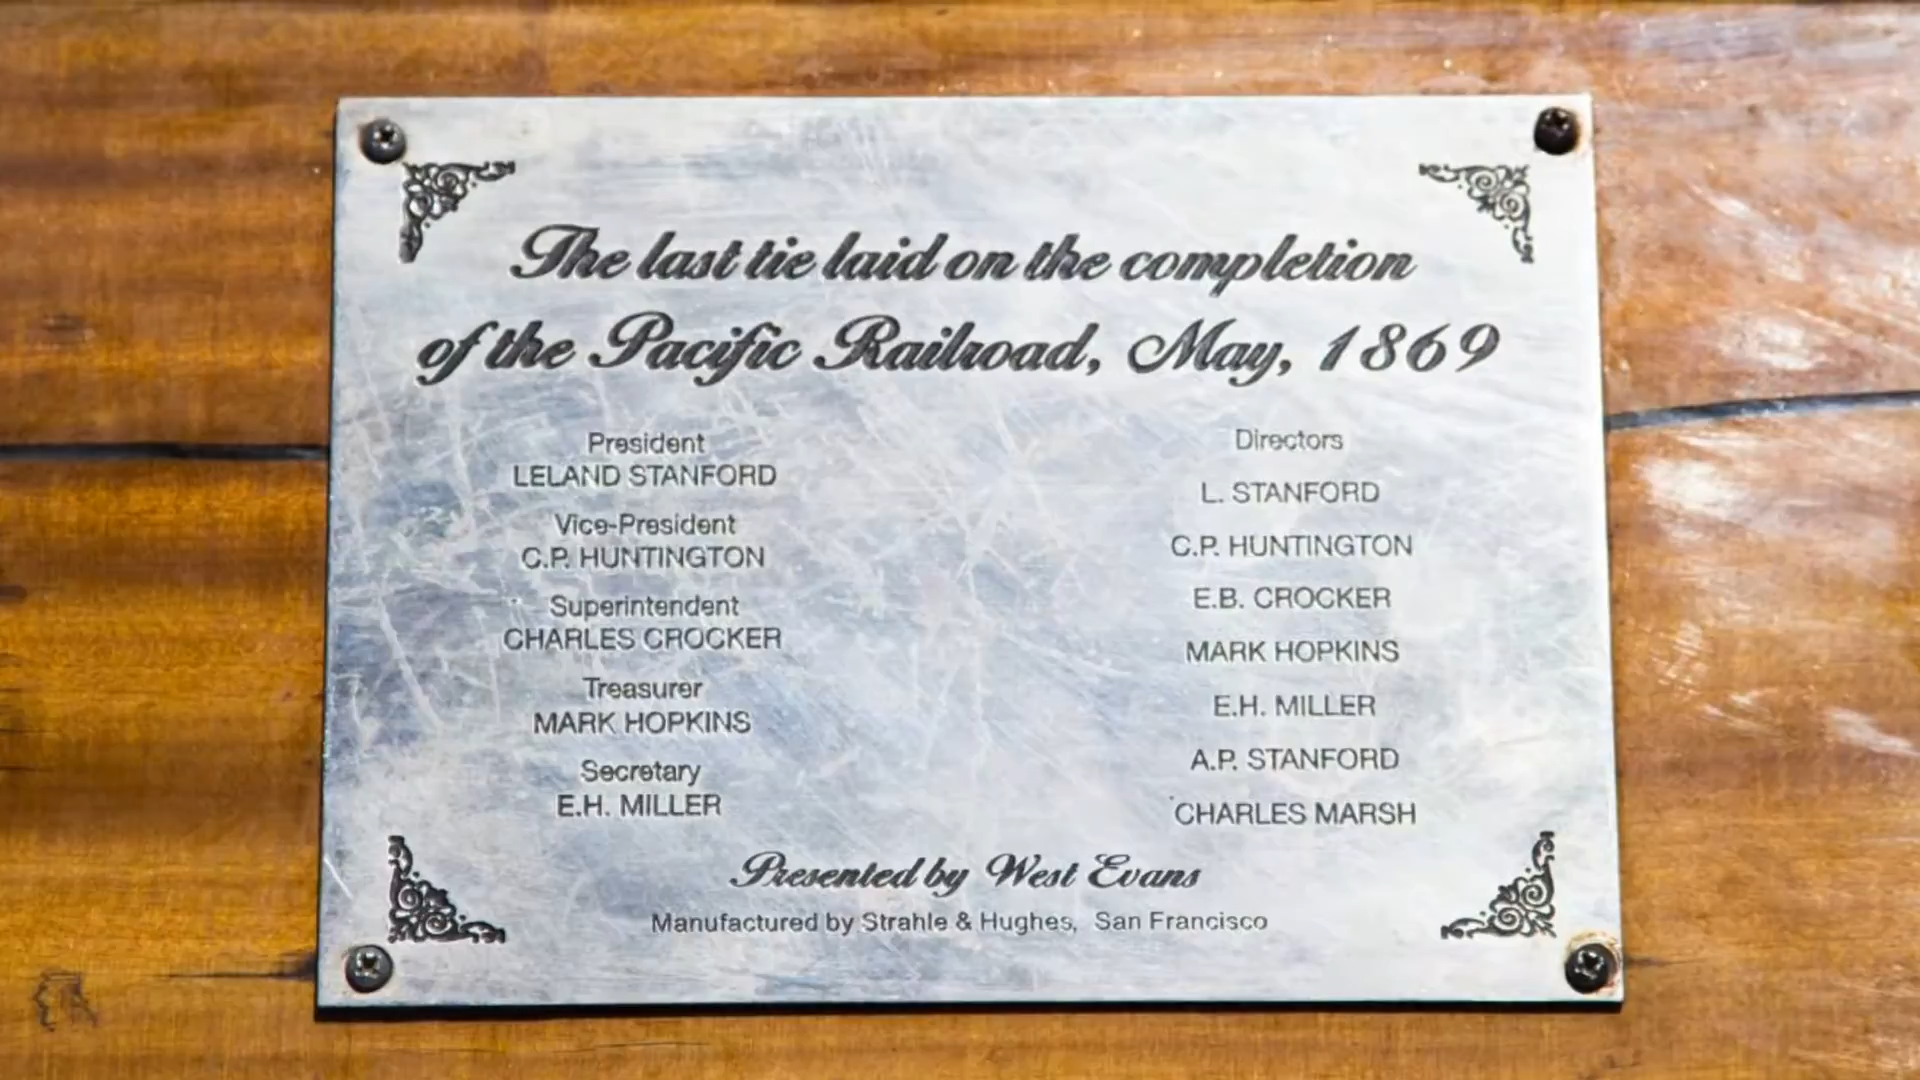 The last tie laid on the completion
of the Pacific Railroad, May, 1869
President
LELAND STANFORD
Vice-President
C.P. HUNTINGTON
Superintendent
CHARLES CROCKER
Treasurer
MARK HOPKINS
Secretary
E.H. MILLER
Directors
L. STANFORD
C.P. HUNTINGTON
E.B. CROCKER
MARK HOPKINS
E.H. MILLER
A.P. STANFORD
CHARLES MARSH
Presented by West Evans
Manufactured by Strahle & Hughes, San Francisco